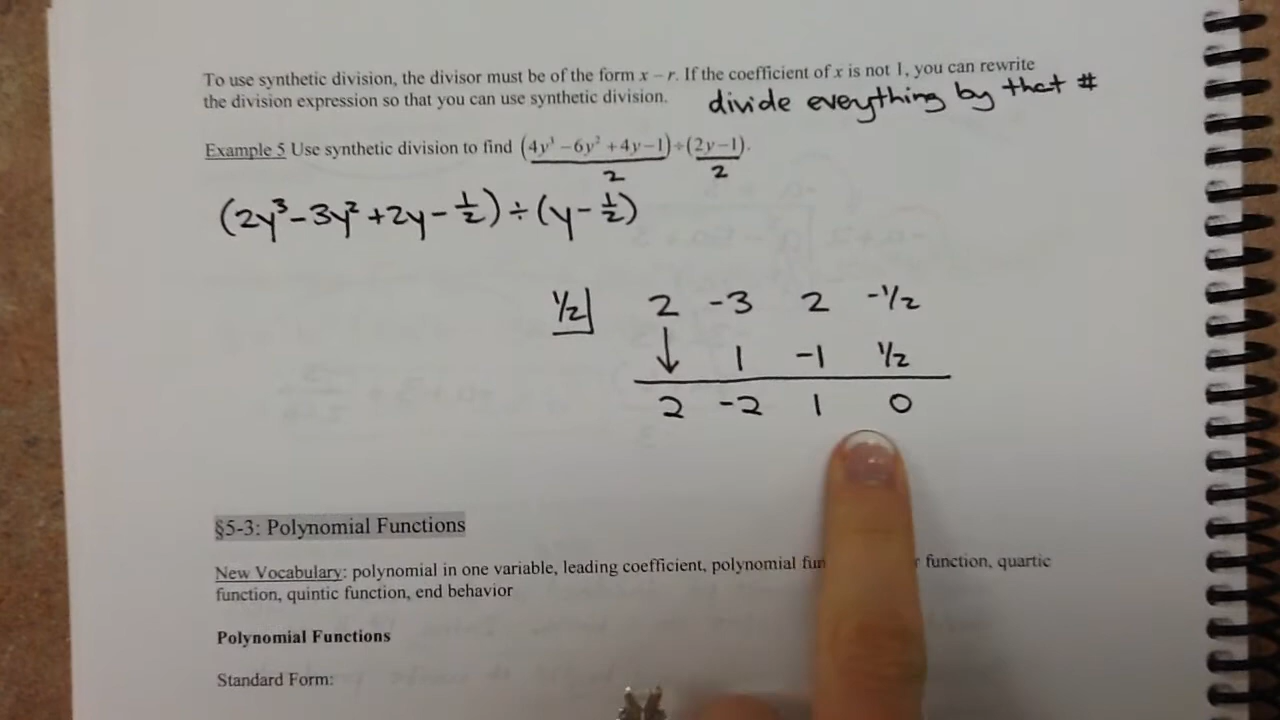 To use synthetic division, the divisor must be of the form x – r. If the coefficient of x is not 1, you can rewrite
the division expression so that you can use synthetic division. divide everything by that #
Example 5 Use synthetic division to find (4y³ – 6y² + 4y – 1) ÷ (2y – 1).
2 2
(2y³ – 3y² + 2y – 1/2) ÷ (y – 1/2)
1/2 2 -3 2 -1/2
1 -1 1/2
2 -2 1 0
§5-3: Polynomial Functions
New Vocabulary: polynomial in one variable, leading coefficient, polynomial function, quartic
function, quintic function, end behavior
Polynomial Functions
Standard Form: